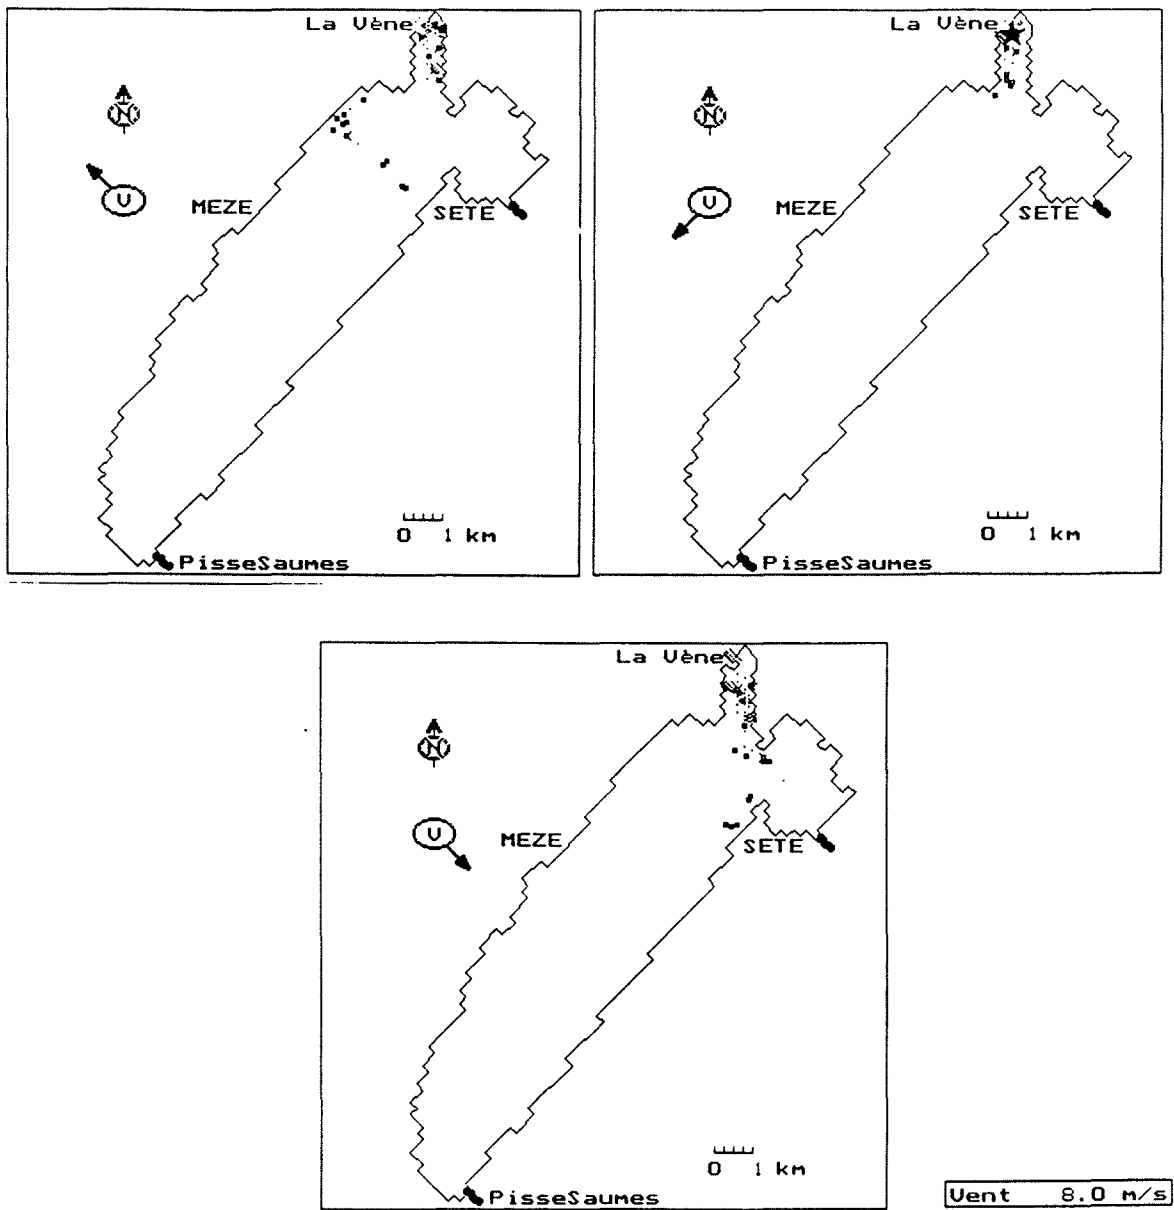 La Vène
N
V
MEZE
SETE
0 1 km
PisseSaumes
La Vène
N
V
MEZE
SETE
0 1 km
PisseSaumes
La Vène
N
V
MEZE
SETE
0 1 km
PisseSaumes
Vent 8.0 m/s